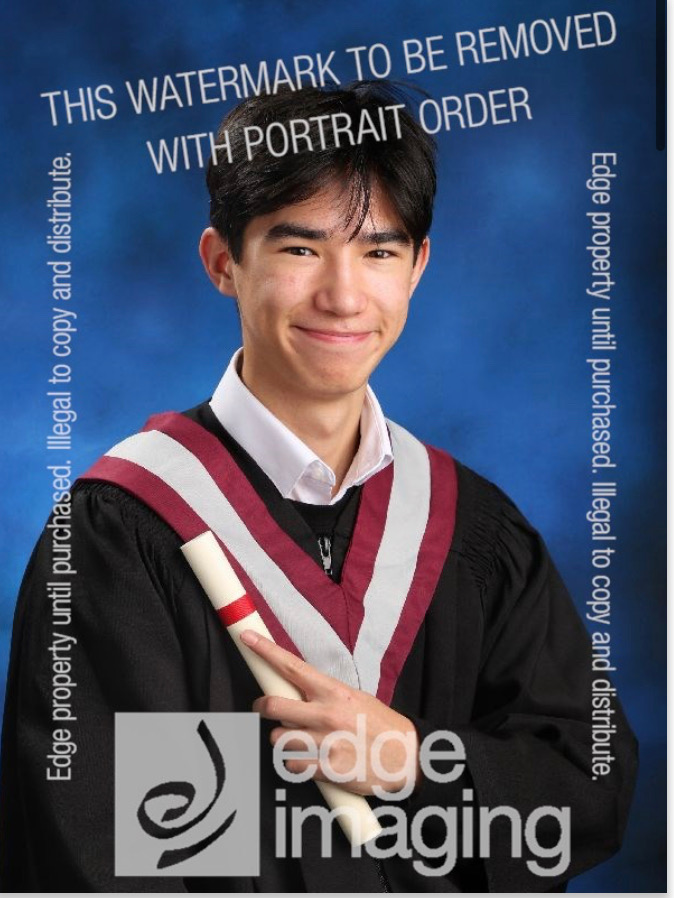 THIS WATERMARK TO BE REMOVED
WITH PORTRAIT ORDER
Edge property until purchased. Illegal to copy and distribute.
Edge property until purchased. Illegal to copy and distribute.
edge
imaging